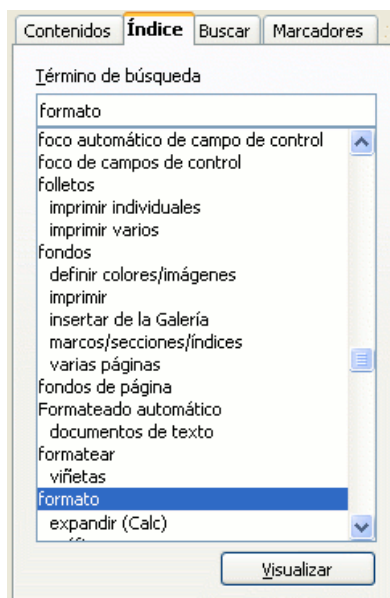 Contenidos Índice Buscar Marcadores
Término de búsqueda
formato
foco automático de campo de control
foco de campos de control
folletos
imprimir individuales
imprimir varios
fondos
definir colores/imágenes
imprimir
insertar de la Galería
marcos/secciones/índices
varias páginas
fondos de página
Formateado automático
documentos de texto
formatear
viñetas
formato
expandir (Calc)
Visualizar